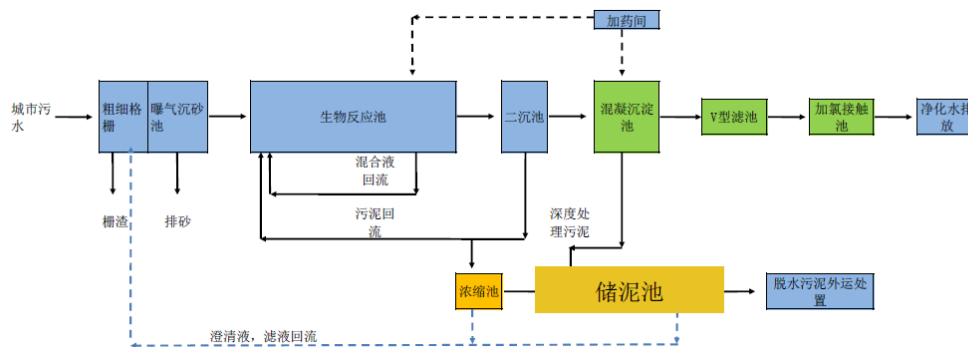 加药间
城市污
水
粗细格
栅
曝气沉砂
池
生物反应池
二沉池
混凝沉淀
池
V型滤池
加氯接触
池
净化水排
放
混合液
回流
栅渣
排砂
污泥回
流
深度处
理污泥
浓缩池
储泥池
脱水污泥外运处
置
澄清液，滤液回流